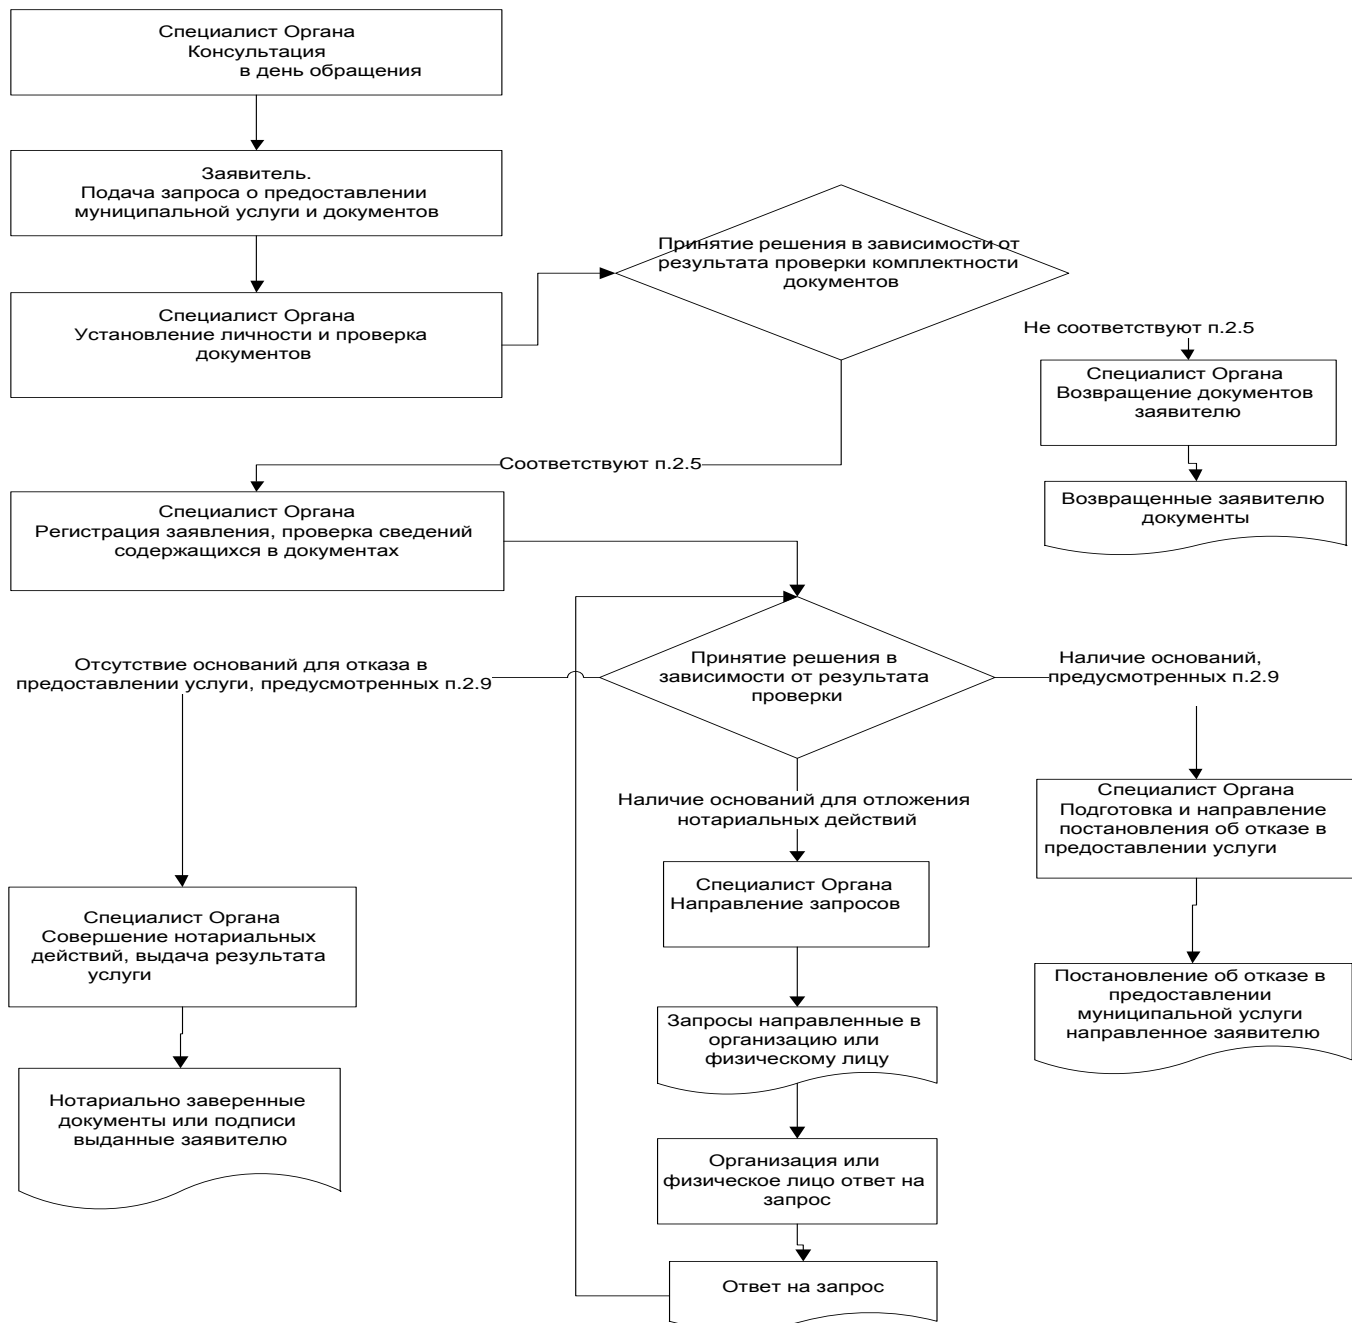 Специалист Органа
Консультация
в день обращения
Заявитель.
Подача запроса о предоставлении
муниципальной услуги и документов
Принятие решения в зависимости от
результата проверки комплектности
документов
Специалист Органа
Установление личности и проверка
документов
Не соответствуют п.2.5
Специалист Органа
Возвращение документов
заявителю
Соответствуют п.2.5
Возвращенные заявителю
документы
Специалист Органа
Регистрация заявления, проверка сведений
содержащихся в документах
Отсутствие оснований для отказа в
предоставлении услуги, предусмотренных п.2.9
Принятие решения в
зависимости от результата
проверки
Наличие оснований,
предусмотренных п.2.9
Наличие оснований для отложения
нотариальных действий
Специалист Органа
Подготовка и направление
постановления об отказе в
предоставлении услуги
Специалист Органа
Направление запросов
Специалист Органа
Совершение нотариальных
действий, выдача результата
услуги
Постановление об отказе в
предоставлении
муниципальной услуги
направленное заявителю
Запросы направленные в
организацию или
физическому лицу
Нотариально заверенные
документы или подписи
выданные заявителю
Организация или
физическое лицо ответ на
запрос
Ответ на запрос